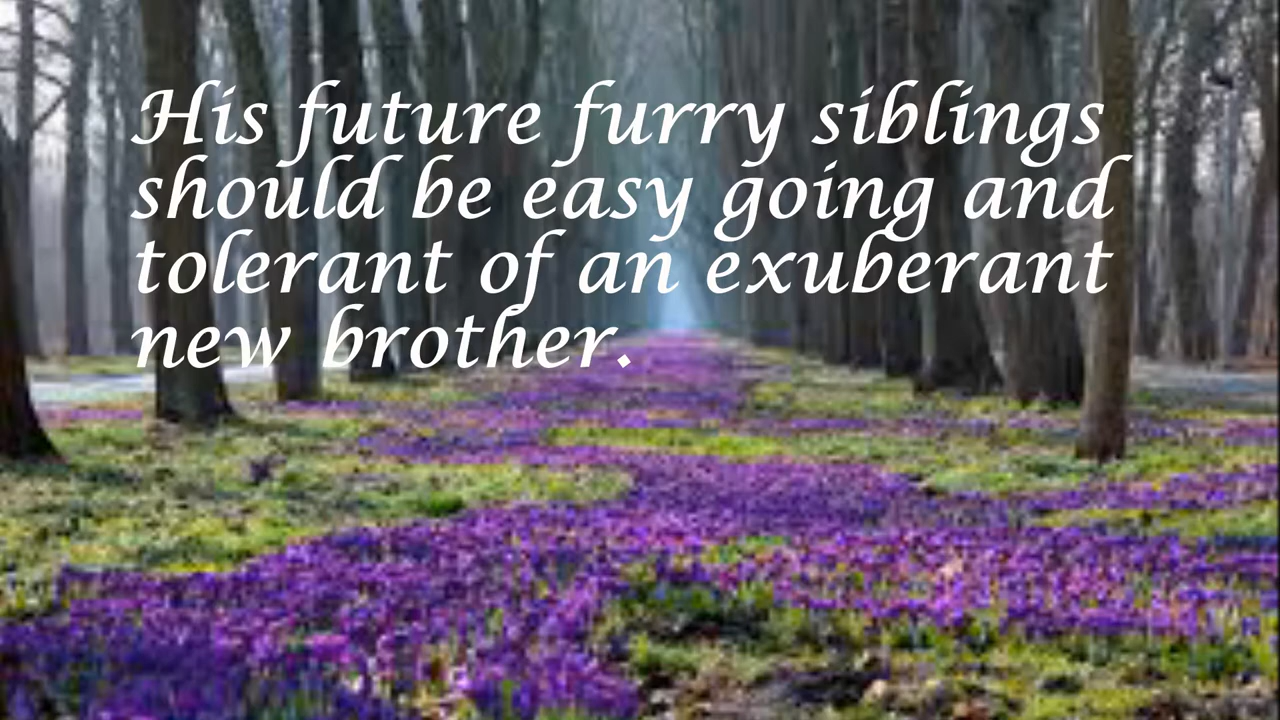 His future furry siblings
should be easy going and
tolerant of an exuberant
new brother.